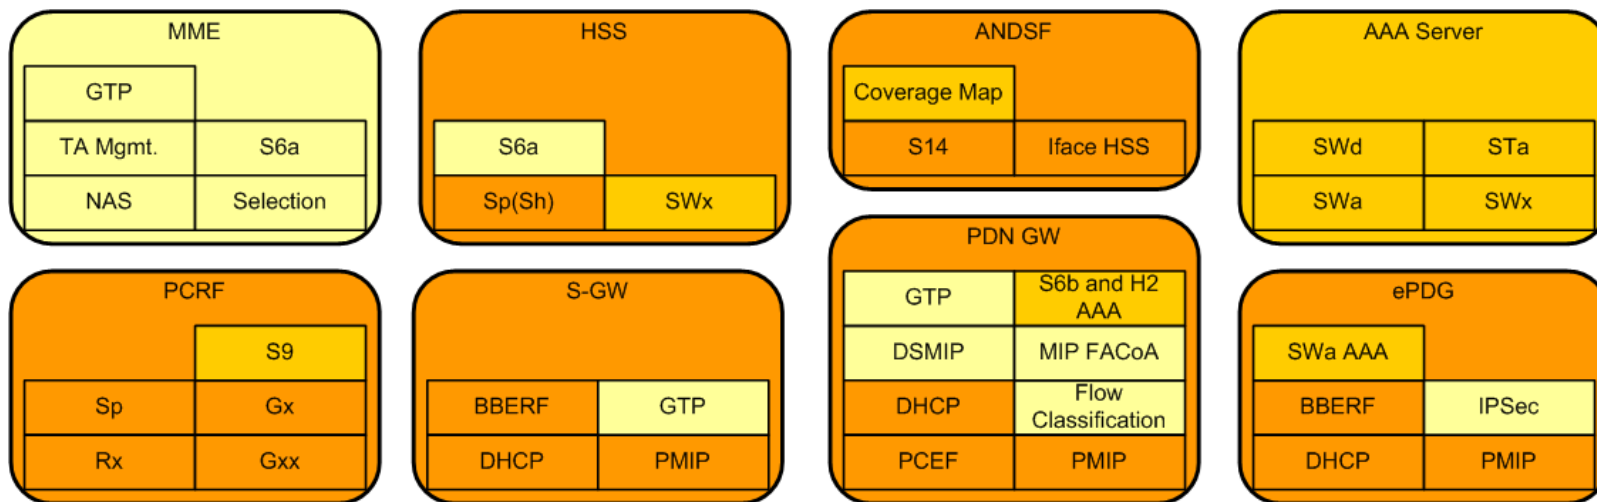 MME
GTP
TA Mgmt.
S6a
NAS
Selection
HSS
S6a
Sp(Sh)
SWx
ANDSF
Coverage Map
S14
Iface HSS
AAA Server
SWd
STa
SWa
SWx
PCRF
S9
Sp
Gx
Rx
Gxx
S-GW
BBERF
GTP
DHCP
PMIP
PDN GW
GTP
S6b and H2
AAA
DSMIP
MIP FACoA
DHCP
Flow
Classification
PCEF
PMIP
ePDG
SWa AAA
BBERF
IPSec
DHCP
PMIP